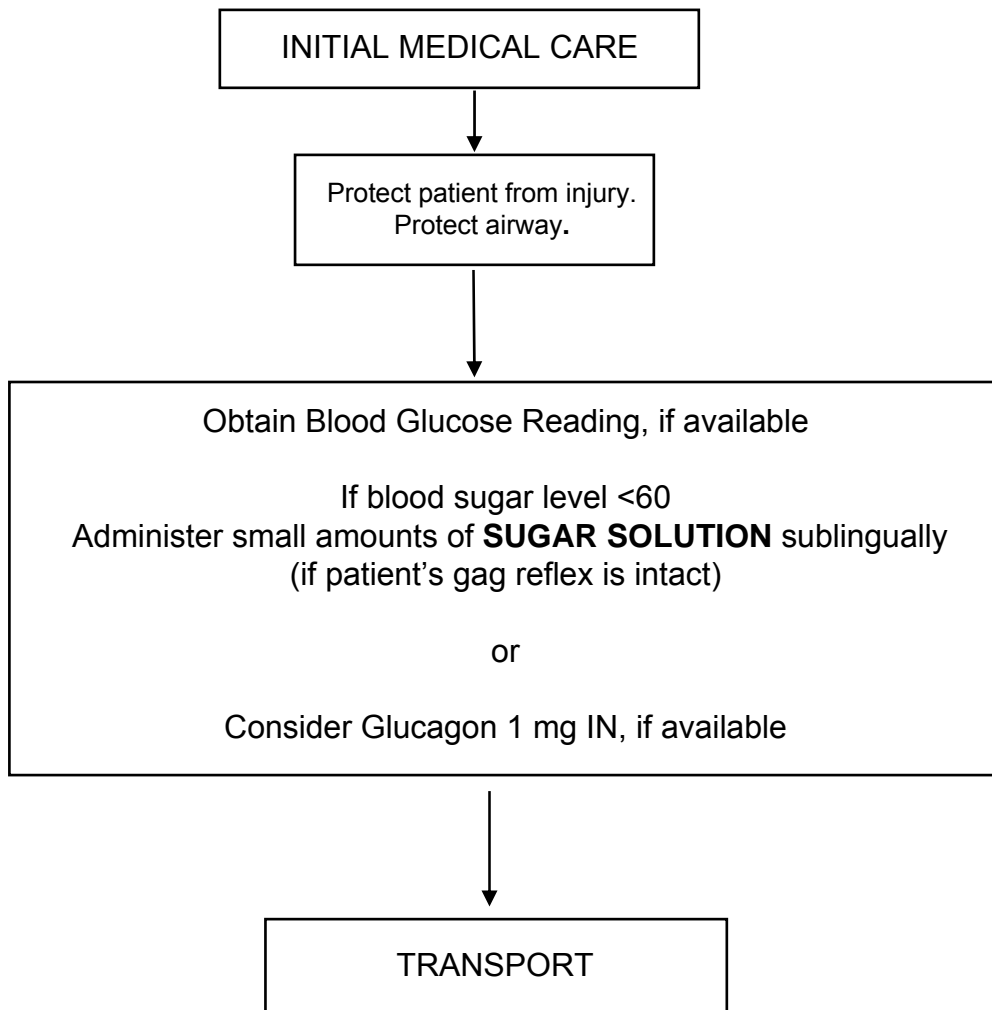 INITIAL MEDICAL CARE
Protect patient from injury.
Protect airway.
Obtain Blood Glucose Reading, if available
If blood sugar level <60
Administer small amounts of SUGAR SOLUTION sublingually
(if patient's gag reflex is intact)
or
Consider Glucagon 1 mg IN, if available
TRANSPORT